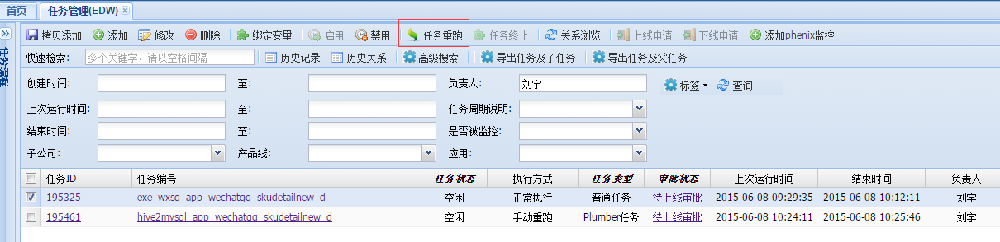 首页 任务管理(EDW)
拷贝添加 添加 修改 删除 绑定变量 启用 禁用 任务重跑 任务终止 关系浏览 上线申请 下线申请 添加phenix监控
快速检索: 多个关键字，请以空格间隔 历史记录 历史关系 高级搜索 导出任务及子任务 导出任务及父任务
创建时间: 至: 负责人: 刘宇 标签 查询
上次运行时间: 至: 任务周期说明:
结束时间: 至: 是否被监控:
子公司: 产品线: 应用:
任务ID 任务编号 任务状态 执行方式 任务类型 审批状态 上次运行时间 结束时间 负责人
195325 exe_wxsq_app_wechatqq_skudetailnew_d 空闲 正常执行 普通任务 待上线审批 2015-06-08 09:29:35 2015-06-08 10:12:11 刘宇
195461 hive2mysql_app_wechatqq_skudetailnew_d 空闲 手动重跑 Plumber任务 待上线审批 2015-06-08 10:24:11 2015-06-08 10:25:46 刘宇